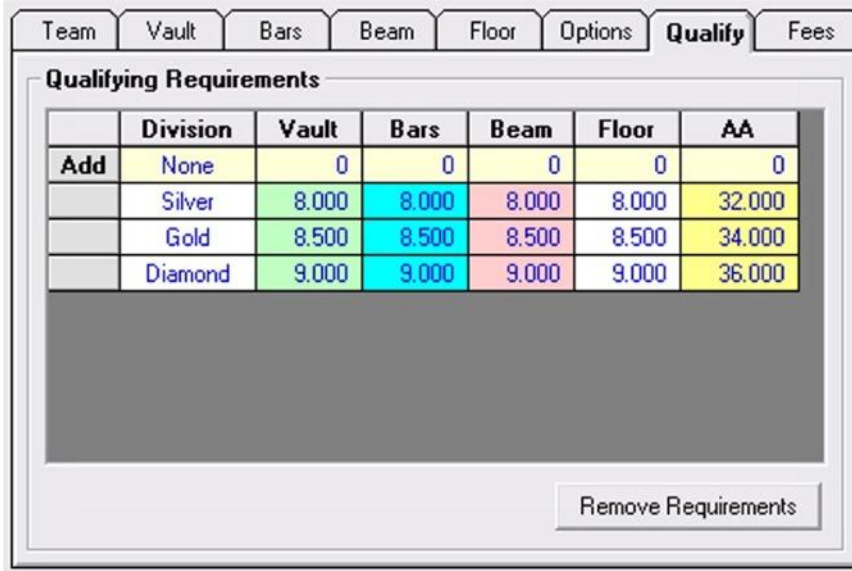 Team Vault Bars Beam Floor Options Qualify Fees
Qualifying Requirements
Division Vault Bars Beam Floor AA
Add None 0 0 0 0 0
Silver 8.000 8.000 8.000 8.000 32.000
Gold 8.500 8.500 8.500 8.500 34.000
Diamond 9.000 9.000 9.000 9.000 36.000
Remove Requirements